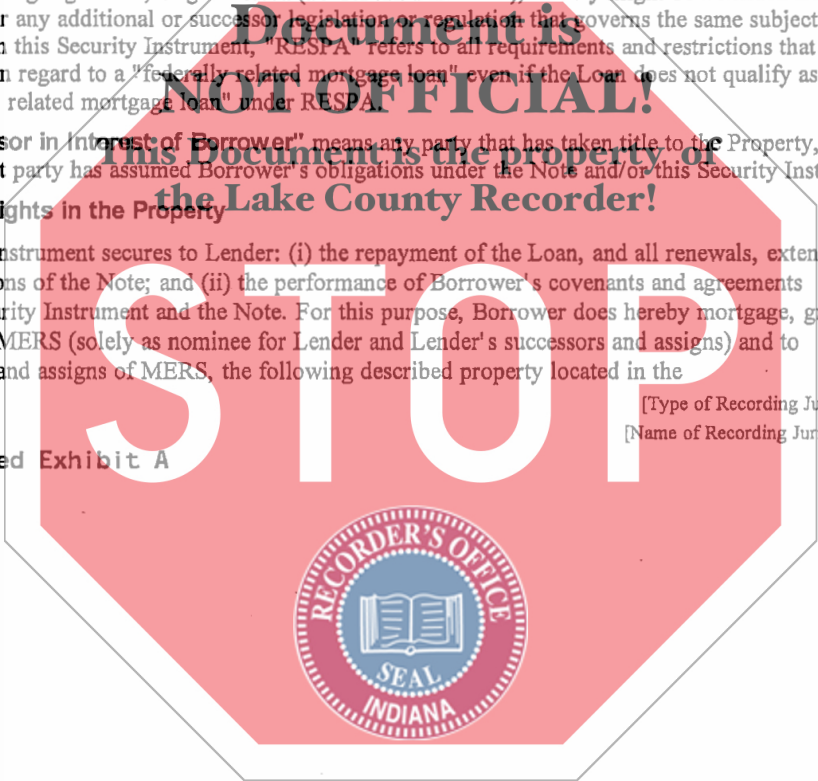 Document is
r any additional or successor legislation or regulation that governs the same subject
this Security Instrument, "RESPA" refers to all requirements and restrictions that
n regard to a "federally related mortgage loan" even if the Loan does not qualify as
NOT OFFICIAL!
related mortgage loan" under RESPA.
sor in Interest of Borrower" means any party that has taken title to the Property,
This Document is the property of
t party has assumed Borrower's obligations under the Note and/or this Security Inst
the Lake County Recorder!
ights in the Property
nstrument secures to Lender: (i) the repayment of the Loan, and all renewals, exten
ons of the Note; and (ii) the performance of Borrower's covenants and agreements
rity Instrument and the Note. For this purpose, Borrower does hereby mortgage, g
MERS (solely as nominee for Lender and Lender's successors and assigns) and to
and assigns of MERS, the following described property located in the
[Type of Recording Ju
[Name of Recording Jur
ed Exhibit A
STOP
RECORDER'S OFFICE
SEAL
INDIANA